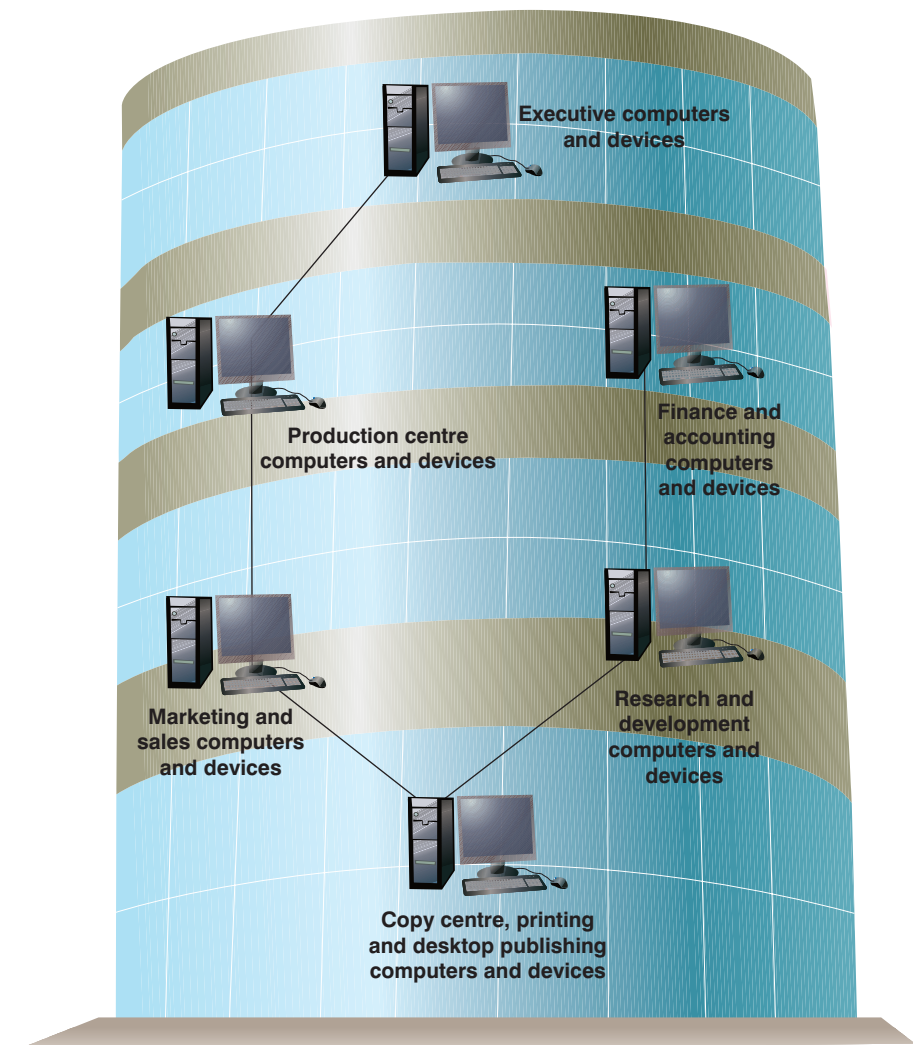 Executive computers
and devices
Production centre
computers and devices
Finance and
accounting
computers
and devices
Marketing and
sales computers
and devices
Research and
development
computers and
devices
Copy centre, printing
and desktop publishing
computers and devices